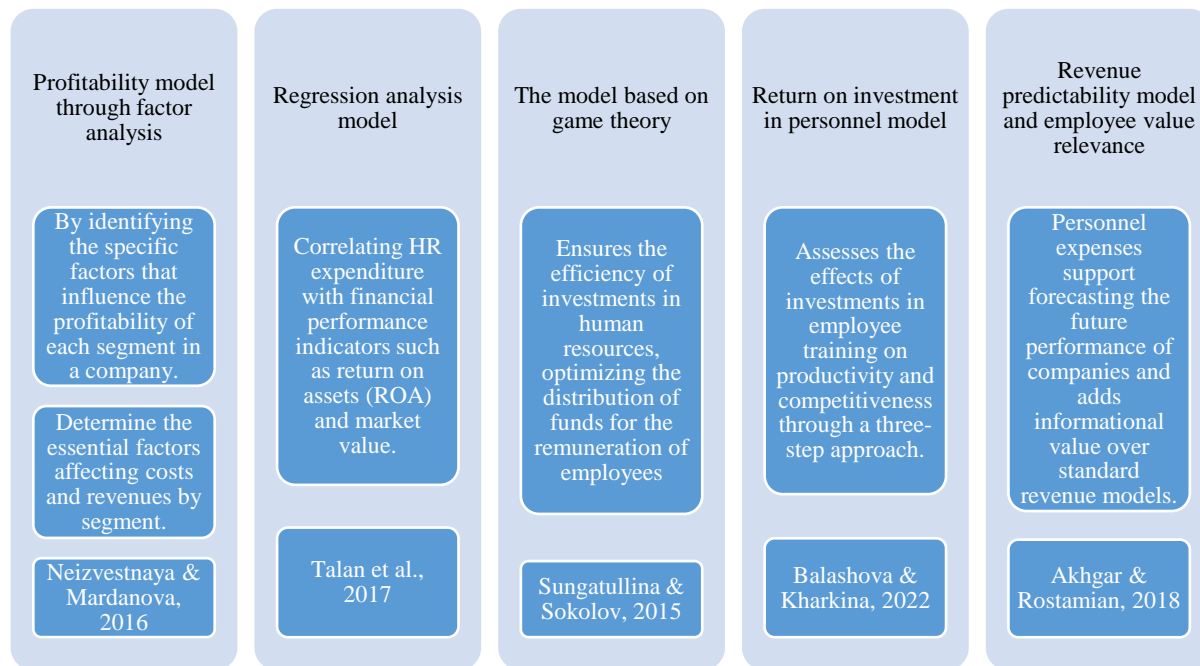 Profitability model
through factor
analysis
By identifying
the specific
factors that
influence the
profitability of
each segment in
a company.
Determine the
essential factors
affecting costs
and revenues by
segment.
Neizvestnaya &
Mardanova,
2016
Regression analysis
model
Correlating HR
expenditure
with financial
performance
indicators such
as return on
assets (ROA)
and market
value.
Talan et al.,
2017
The model based on
game theory
Ensures the
efficiency of
investments in
human
resources,
optimizing the
distribution of
funds for the
remuneration of
employees
Sungatullina &
Sokolov, 2015
Return on investment
in personnel model
Assesses the
effects of
investments in
employee
training on
productivity and
competitiveness
through a three-
step approach.
Balashova &
Kharkina, 2022
Revenue
predictability model
and employee value
relevance
Personnel
expenses
support
forecasting the
future
performance of
companies and
adds
informational
value over
standard
revenue models.
Akhgar &
Rostamian, 2018